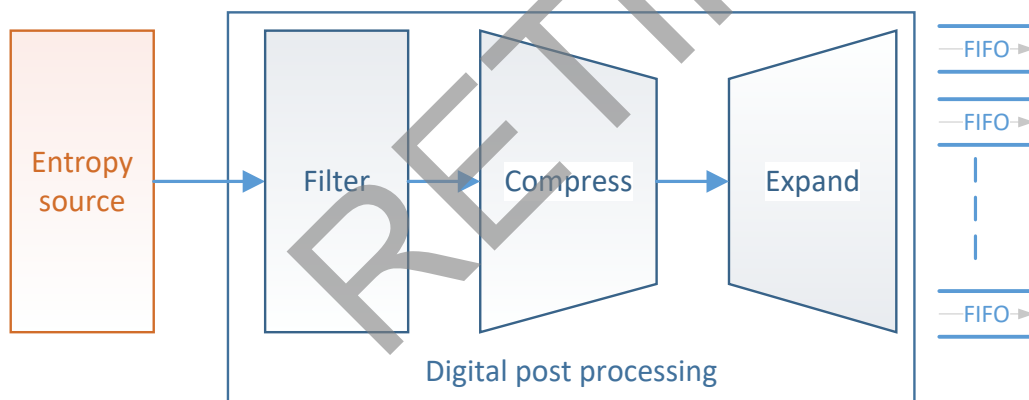 Entropy
source
Filter
Compress
Expand
Digital post processing
FIFO
FIFO
FIFO